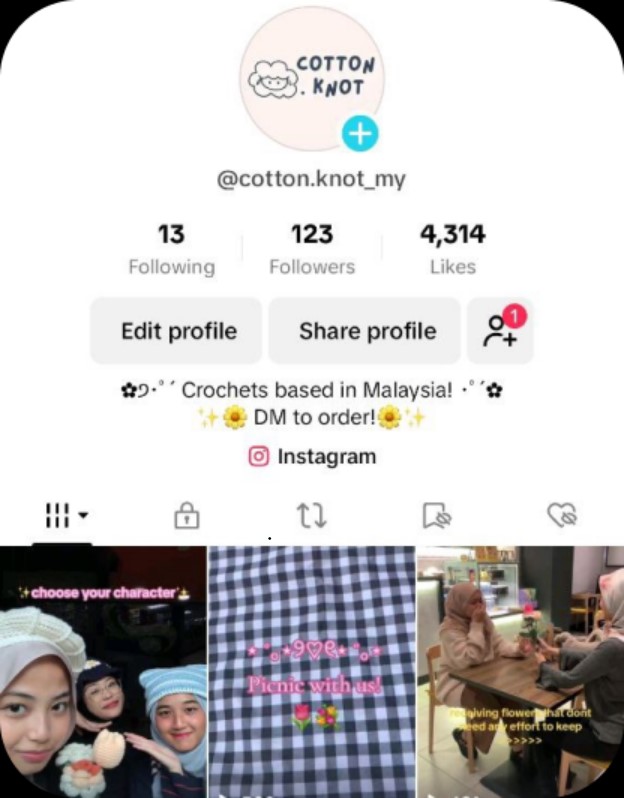 COTTON
. KNOT
@cotton.knot_my
13 123 4,314
Following Followers Likes
Edit profile Share profile 1
✿୨･ﾟ´ Crochets based in Malaysia! ･ﾟ´✿
✨🌼 DM to order!🌼✨
Instagram
✨choose your character✨
⋆˚｡⋆୨♡୧⋆˚｡⋆
Picnic with us!
🌷💐
receiving flowers that dont
need any effort to keep
>>>>>